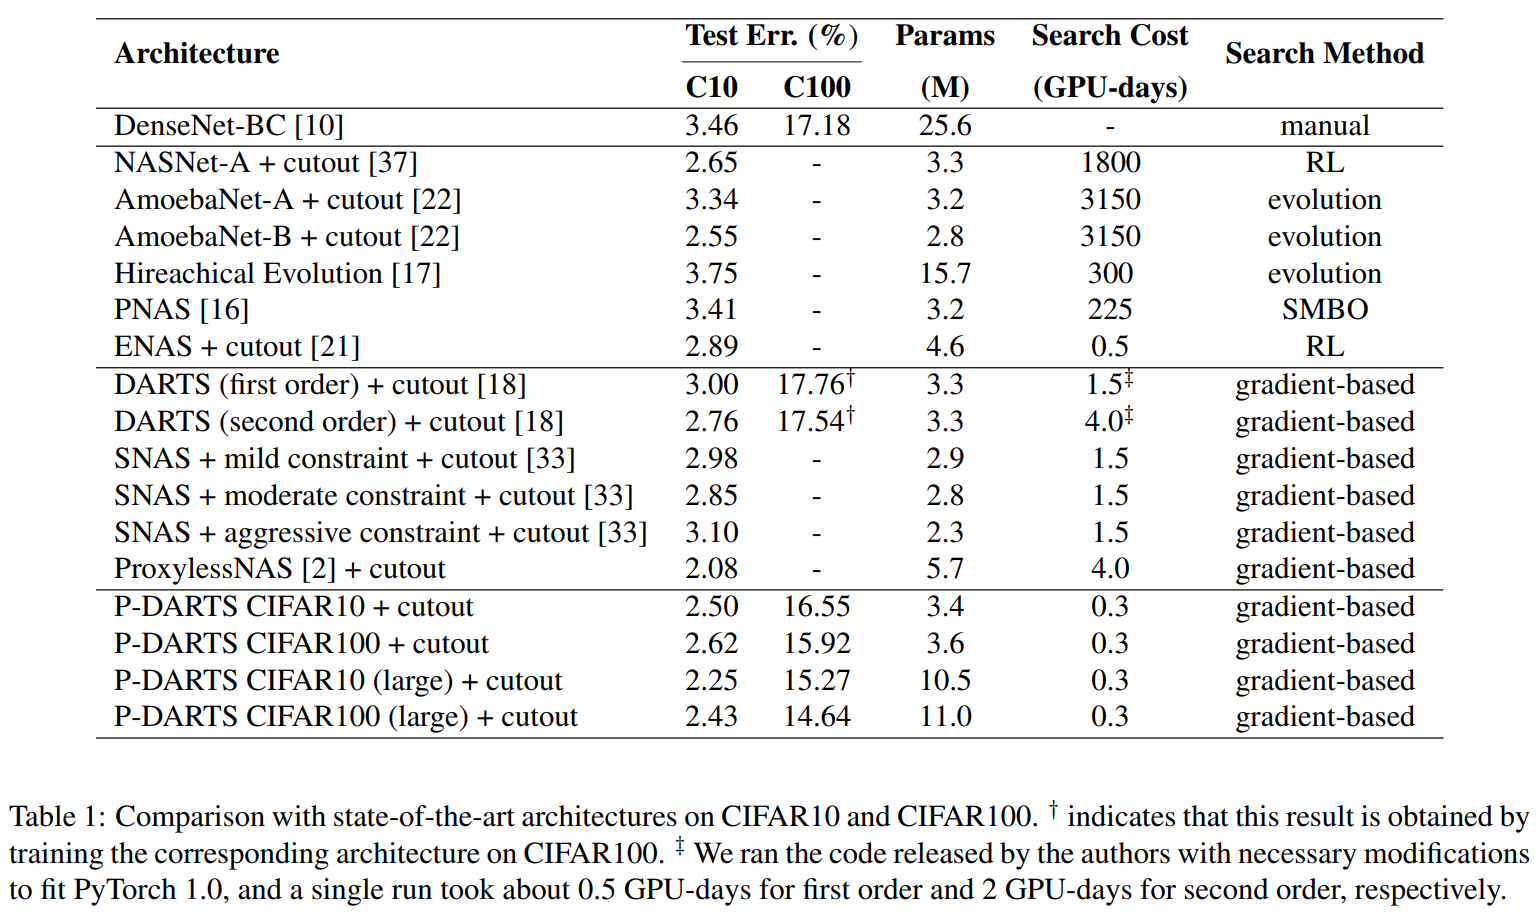 Architecture Test Err. (%) Params Search Cost Search Method
C10 C100 (M) (GPU-days)
DenseNet-BC [10] 3.46 17.18 25.6 - manual
NASNet-A + cutout [37] 2.65 - 3.3 1800 RL
AmoebaNet-A + cutout [22] 3.34 - 3.2 3150 evolution
AmoebaNet-B + cutout [22] 2.55 - 2.8 3150 evolution
Hireachical Evolution [17] 3.75 - 15.7 300 evolution
PNAS [16] 3.41 - 3.2 225 SMBO
ENAS + cutout [21] 2.89 - 4.6 0.5 RL
DARTS (first order) + cutout [18] 3.00 17.76† 3.3 1.5‡ gradient-based
DARTS (second order) + cutout [18] 2.76 17.54† 3.3 4.0‡ gradient-based
SNAS + mild constraint + cutout [33] 2.98 - 2.9 1.5 gradient-based
SNAS + moderate constraint + cutout [33] 2.85 - 2.8 1.5 gradient-based
SNAS + aggressive constraint + cutout [33] 3.10 - 2.3 1.5 gradient-based
ProxylessNAS [2] + cutout 2.08 - 5.7 4.0 gradient-based
P-DARTS CIFAR10 + cutout 2.50 16.55 3.4 0.3 gradient-based
P-DARTS CIFAR100 + cutout 2.62 15.92 3.6 0.3 gradient-based
P-DARTS CIFAR10 (large) + cutout 2.25 15.27 10.5 0.3 gradient-based
P-DARTS CIFAR100 (large) + cutout 2.43 14.64 11.0 0.3 gradient-based
Table 1: Comparison with state-of-the-art architectures on CIFAR10 and CIFAR100. † indicates that this result is obtained by
training the corresponding architecture on CIFAR100. ‡ We ran the code released by the authors with necessary modifications
to fit PyTorch 1.0, and a single run took about 0.5 GPU-days for first order and 2 GPU-days for second order, respectively.